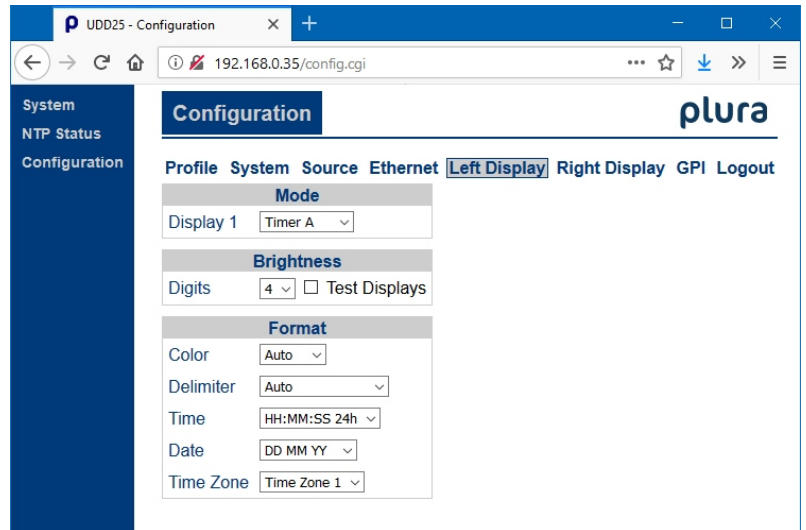 UDD25 - Configuration
192.168.0.35/config.cgi
System
NTP Status
Configuration
Configuration
plura
Profile System Source Ethernet Left Display Right Display GPI Logout
Mode
Display 1 Timer A
Brightness
Digits 4 Test Displays
Format
Color Auto
Delimiter Auto
Time HH:MM:SS 24h
Date DD MM YY
Time Zone Time Zone 1